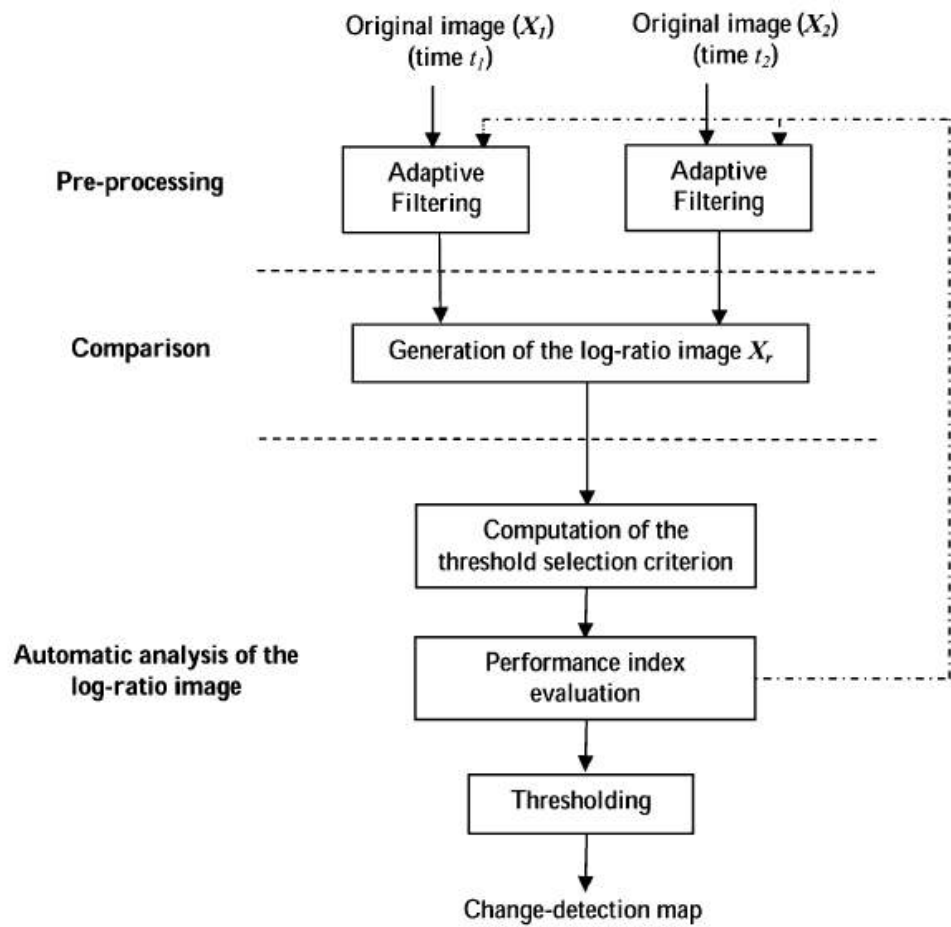 Original image (X1)
(time t1)
Original image (X2)
(time t2)
Pre-processing
Adaptive
Filtering
Adaptive
Filtering
Comparison
Generation of the log-ratio image Xr
Computation of the
threshold selection criterion
Automatic analysis of the
log-ratio image
Performance index
evaluation
Thresholding
Change-detection map